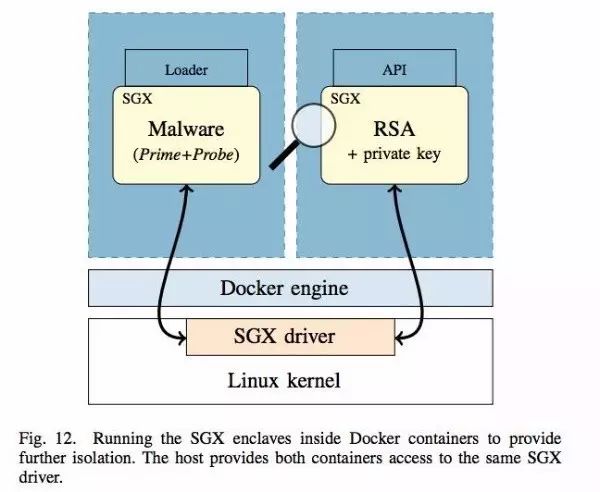 Loader
API
SGX
SGX
Malware
(Prime+Probe)
RSA
+ private key
Docker engine
SGX driver
Linux kernel
Fig. 12. Running the SGX enclaves inside Docker containers to provide
further isolation. The host provides both containers access to the same SGX
driver.